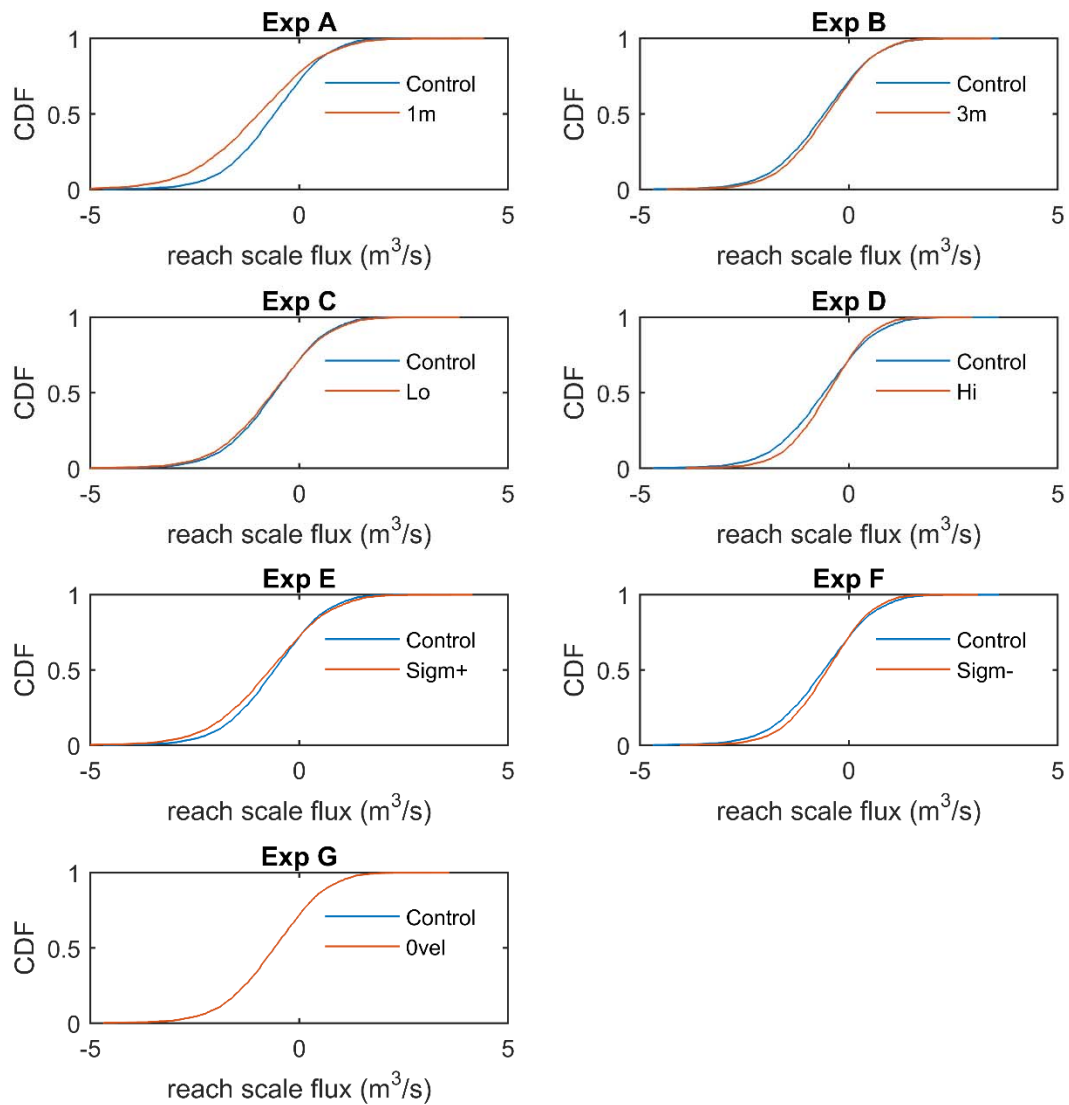 Exp A
1
0.5
0
CDF
Control
1m
-5 0 5
reach scale flux (m³/s)
Exp B
1
0.5
0
CDF
Control
3m
-5 0 5
reach scale flux (m³/s)
Exp C
1
0.5
0
CDF
Control
Lo
-5 0 5
reach scale flux (m³/s)
Exp D
1
0.5
0
CDF
Control
Hi
-5 0 5
reach scale flux (m³/s)
Exp E
1
0.5
0
CDF
Control
Sigm+
-5 0 5
reach scale flux (m³/s)
Exp F
1
0.5
0
CDF
Control
Sigm-
-5 0 5
reach scale flux (m³/s)
Exp G
1
0.5
0
CDF
Control
0vel
-5 0 5
reach scale flux (m³/s)